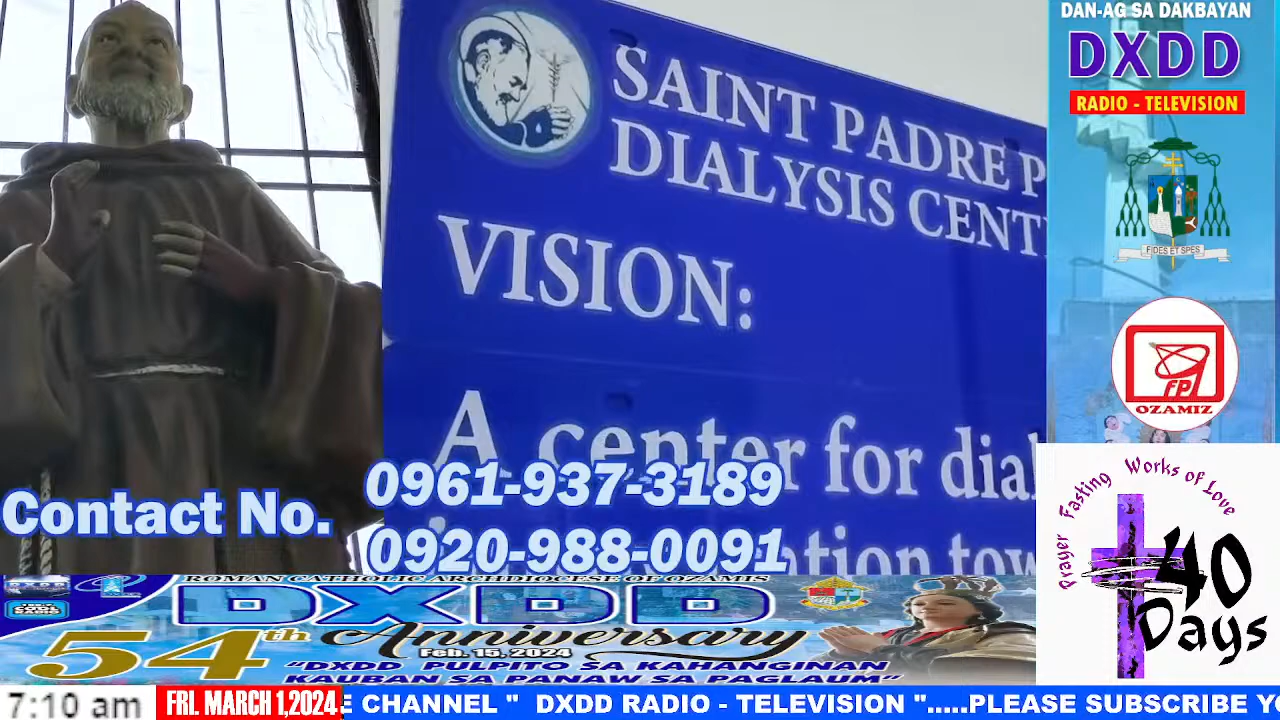 SAINT PADRE P
DIALYSIS CENT
VISION:
A center for dial
tion tow
Contact No.
0961-937-3189
0920-988-0091
DAN-AG SA DAKBAYAN
DXDD
RADIO - TELEVISION
FIDES ET SPES
FP
OZAMIZ
Prayer Fasting Works of Love
40
Days
ROMAN CATHOLIC ARCHDIOCESE OF OZAMIS
DXDD
54th Anniversary
Feb. 15, 2024
"DXDD PULPITO SA KAHANGINAN
KAUBAN SA PANAW SA PAGLAUM"
7:10 am
FRI. MARCH 1,2024
E CHANNEL " DXDD RADIO - TELEVISION ".....PLEASE SUBSCRIBE YO